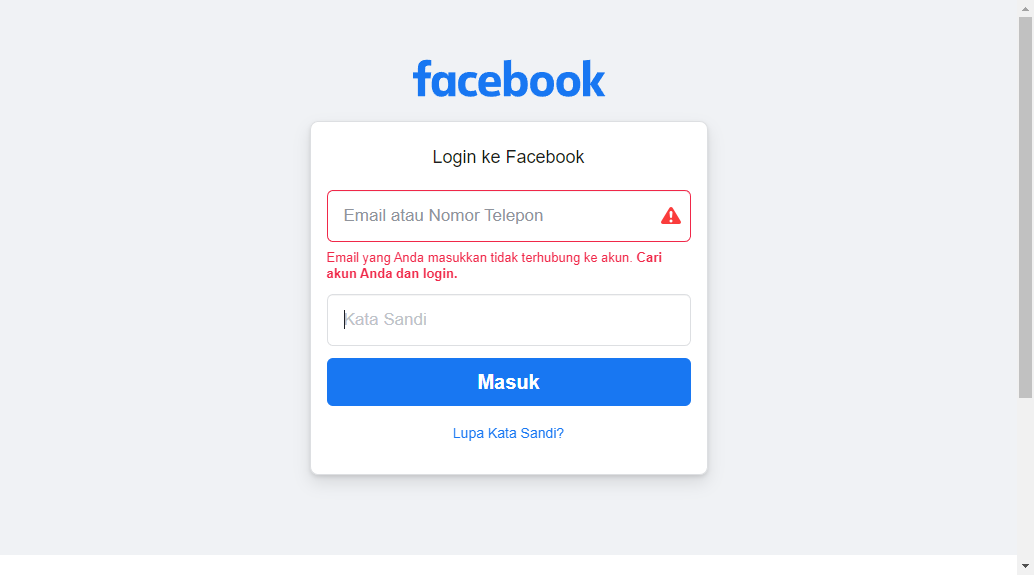 facebook
Login ke Facebook
Email atau Nomor Telepon
Email yang Anda masukkan tidak terhubung ke akun. Cari
akun Anda dan login.
Kata Sandi
Masuk
Lupa Kata Sandi?